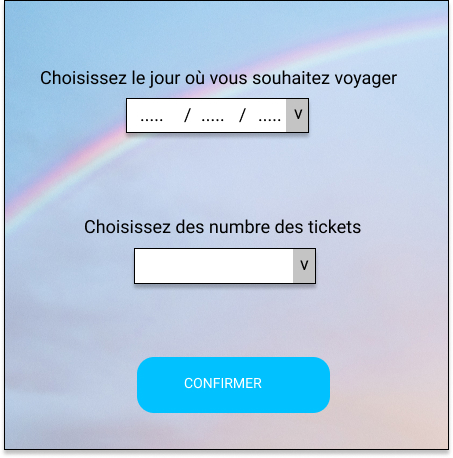 Choisissez le jour où vous souhaitez voyager
..... / ..... / ..... v
Choisissez des numbre des tickets
v
CONFIRMER